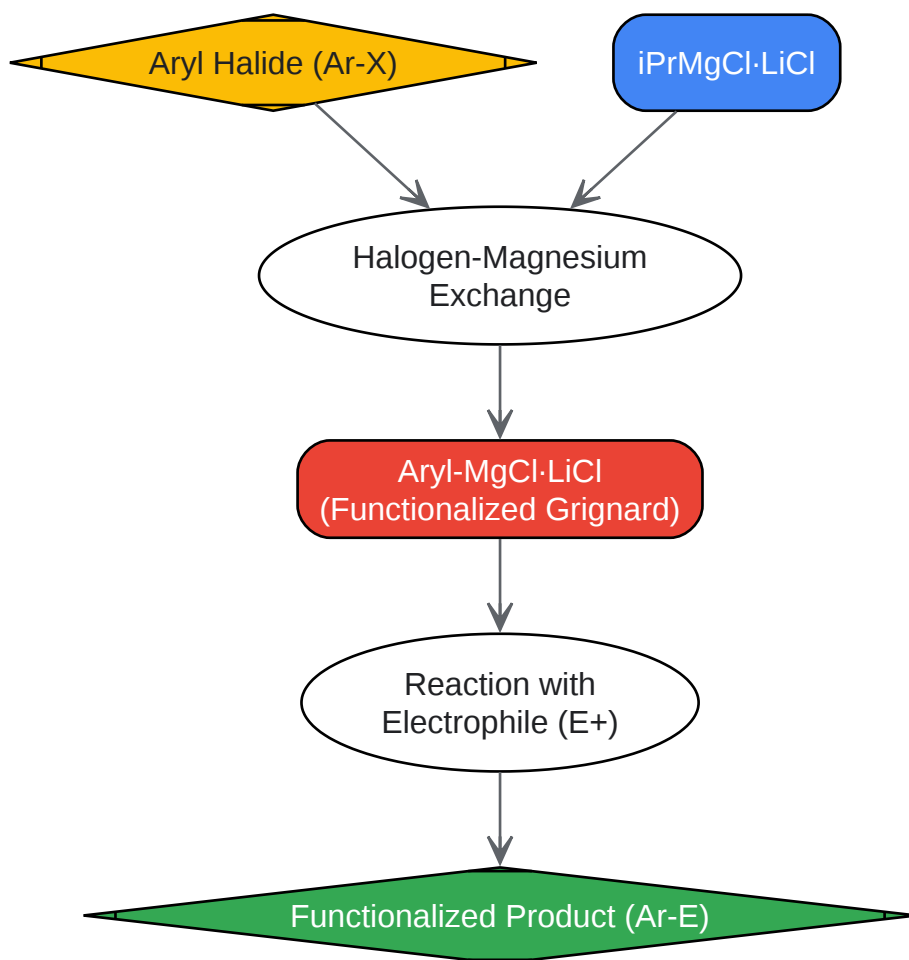 Aryl Halide (Ar-X)
iPrMgCl·LiCl
Halogen-Magnesium
Exchange
Aryl-MgCl·LiCl
(Functionalized Grignard)
Reaction with
Electrophile (E+)
Functionalized Product (Ar-E)